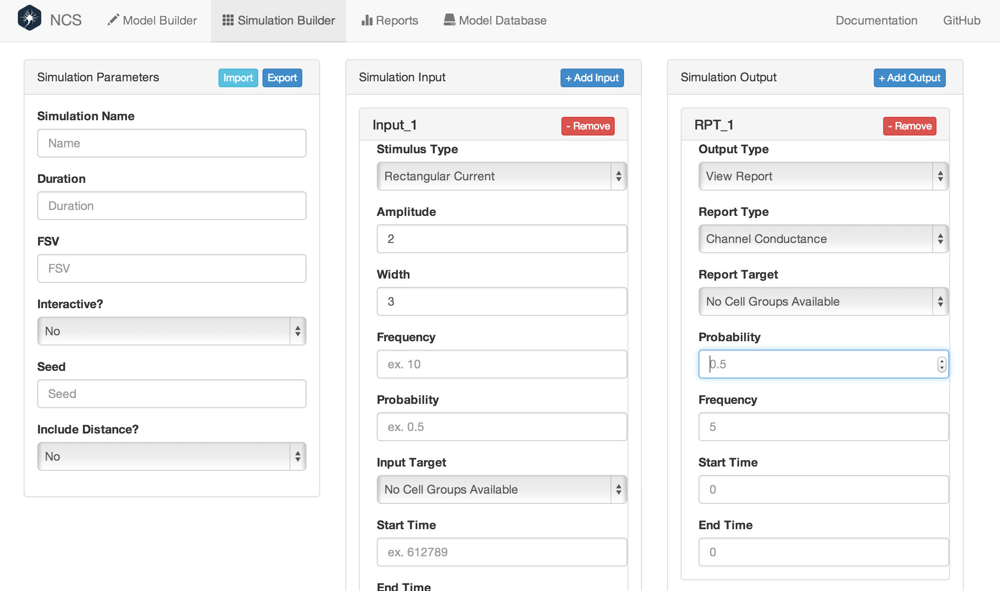 NCS
Model Builder
Simulation Builder
Reports
Model Database
Documentation
GitHub
Simulation Parameters
Import
Export
Simulation Name
Name
Duration
Duration
FSV
FSV
Interactive?
No
Seed
Seed
Include Distance?
No
Simulation Input
+ Add Input
Input_1
- Remove
Stimulus Type
Rectangular Current
Amplitude
2
Width
3
Frequency
ex. 10
Probability
ex. 0.5
Input Target
No Cell Groups Available
Start Time
ex. 612789
End Time
Simulation Output
+ Add Output
RPT_1
- Remove
Output Type
View Report
Report Type
Channel Conductance
Report Target
No Cell Groups Available
Probability
0.5
Frequency
5
Start Time
0
End Time
0